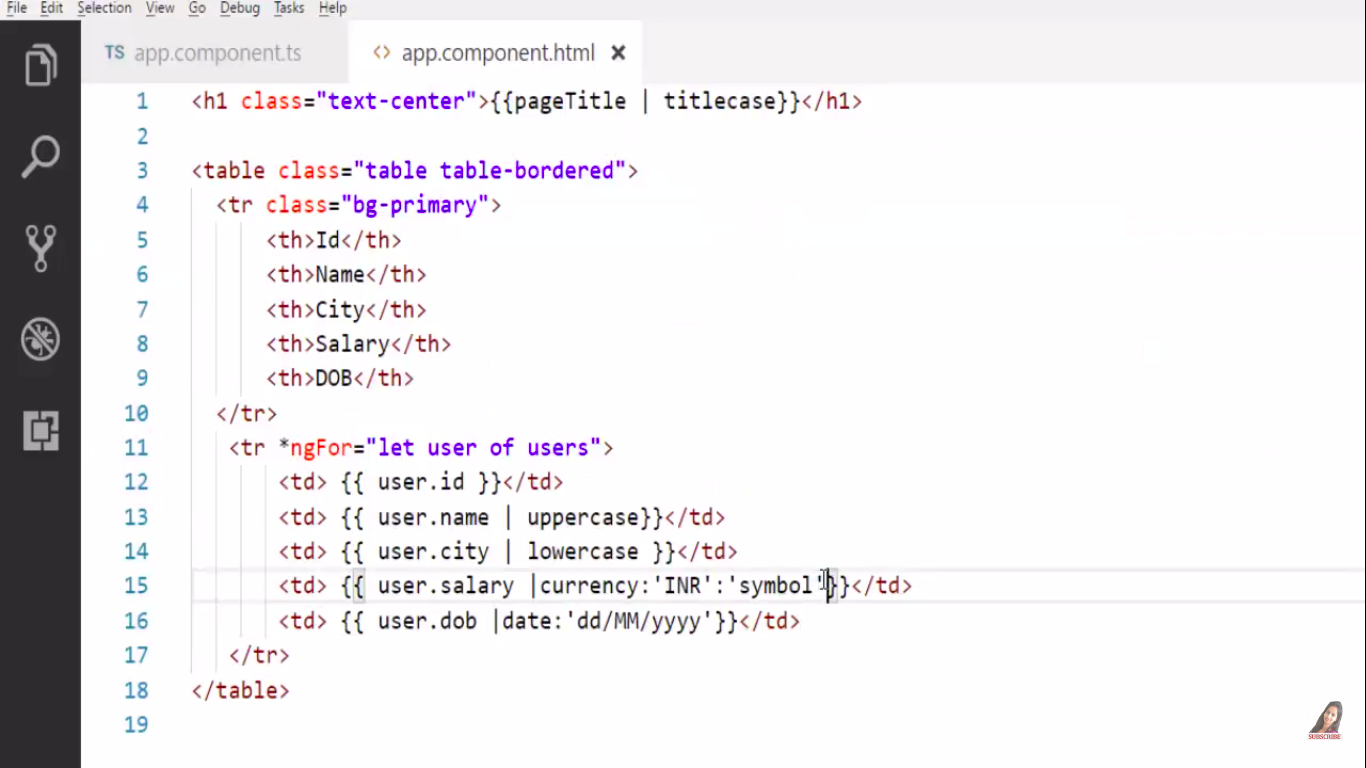 File Edit Selection View Go Debug Tasks Help
TS app.component.ts <> app.component.html ×
1 <h1 class="text-center">{{pageTitle | titlecase}}</h1>
2
3 <table class="table table-bordered">
4 <tr class="bg-primary">
5 <th>Id</th>
6 <th>Name</th>
7 <th>City</th>
8 <th>Salary</th>
9 <th>DOB</th>
10 </tr>
11 <tr *ngFor="let user of users">
12 <td> {{ user.id }}</td>
13 <td> {{ user.name | uppercase}}</td>
14 <td> {{ user.city | lowercase }}</td>
15 <td> {{ user.salary |currency:'INR':'symbol'}}</td>
16 <td> {{ user.dob |date:'dd/MM/yyyy'}}</td>
17 </tr>
18 </table>
19
SUBSCRIBE